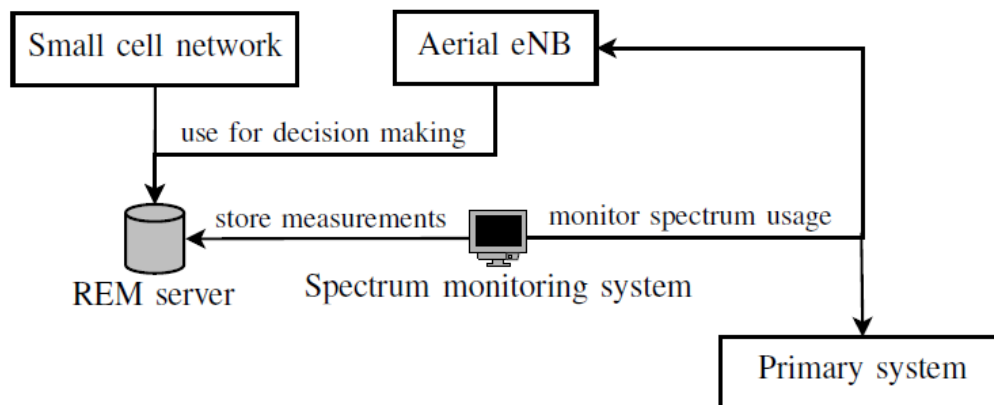 Small cell network
Aerial eNB
use for decision making
store measurements
monitor spectrum usage
REM server
Spectrum monitoring system
Primary system